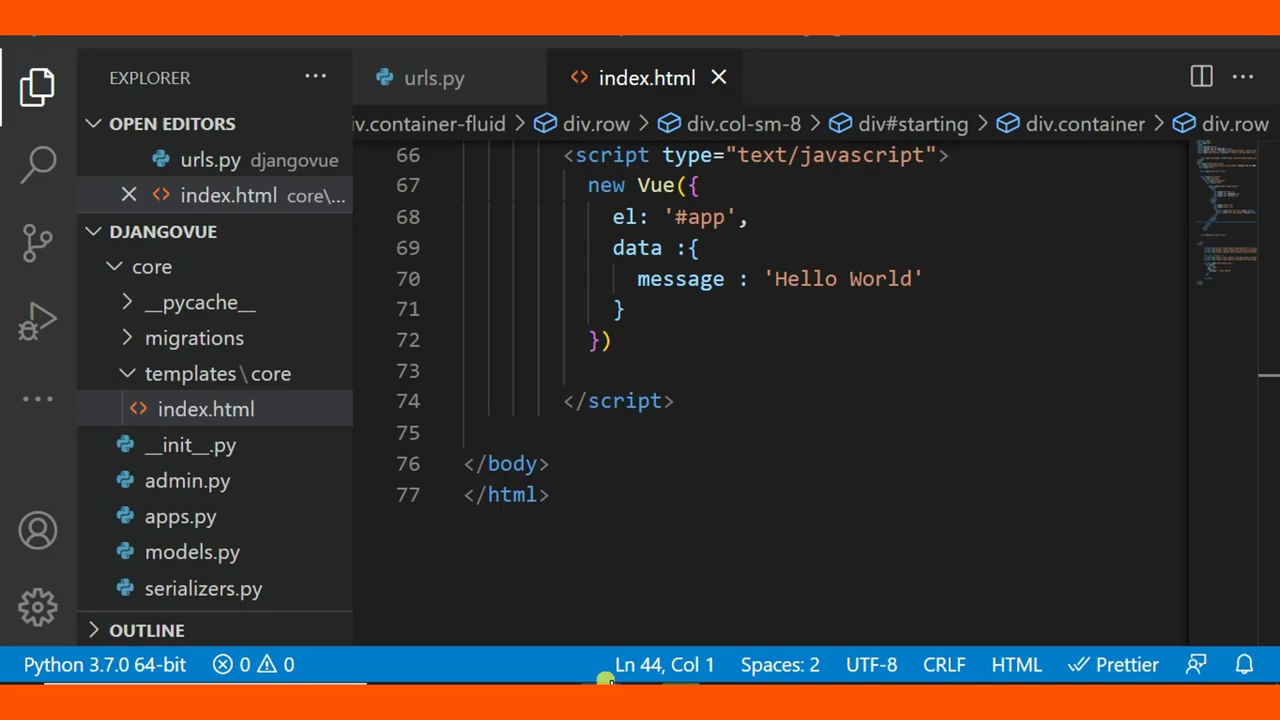 EXPLORER ···
urls.py
index.html
OPEN EDITORS
urls.py djangovue
index.html core\...
DJANGOVUE
core
__pycache__
migrations
templates\core
index.html
__init__.py
admin.py
apps.py
models.py
serializers.py
OUTLINE
iv.container-fluid > div.row > div.col-sm-8 > div#starting > div.container > div.row
66 <script type="text/javascript">
67 new Vue({
68 el: '#app',
69 data :{
70 message : 'Hello World'
71 }
72 })
73
74 </script>
75
76 </body>
77 </html>
Python 3.7.0 64-bit 0 0 Ln 44, Col 1 Spaces: 2 UTF-8 CRLF HTML Prettier